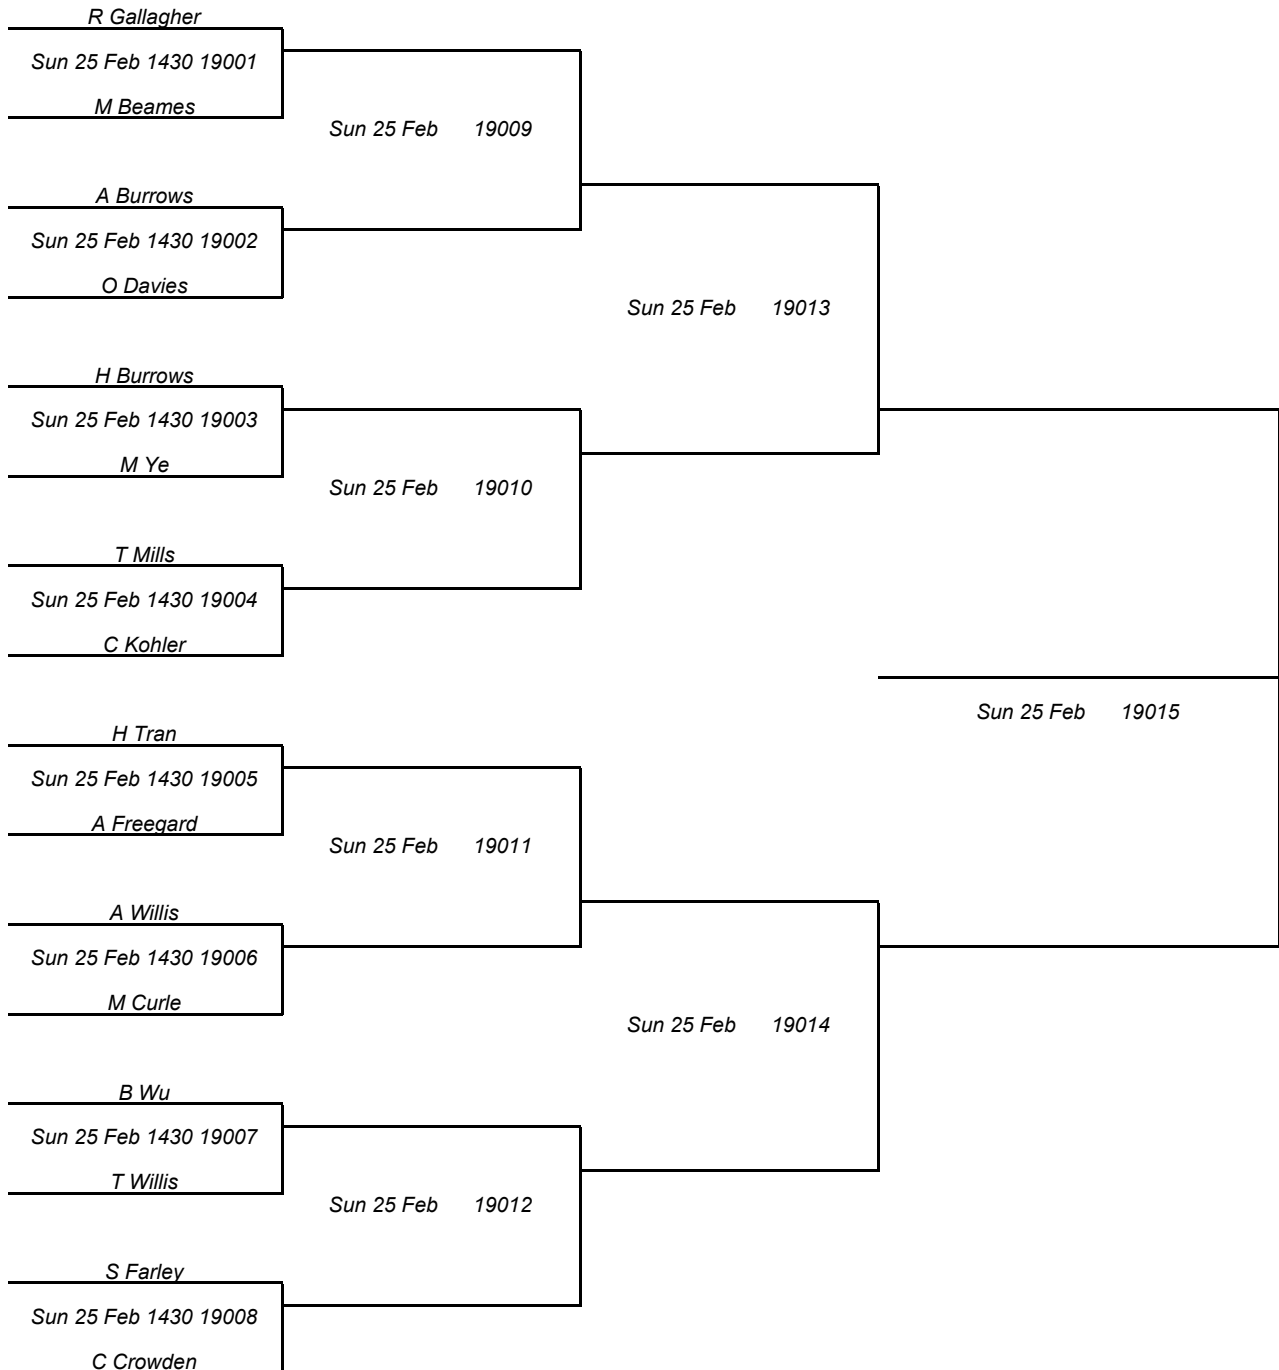 R Gallagher
Sun 25 Feb 1430 19001
M Beames
Sun 25 Feb 19009
A Burrows
Sun 25 Feb 1430 19002
O Davies
Sun 25 Feb 19013
H Burrows
Sun 25 Feb 1430 19003
M Ye
Sun 25 Feb 19010
T Mills
Sun 25 Feb 1430 19004
C Kohler
Sun 25 Feb 19015
H Tran
Sun 25 Feb 1430 19005
A Freegard
Sun 25 Feb 19011
A Willis
Sun 25 Feb 1430 19006
M Curle
Sun 25 Feb 19014
B Wu
Sun 25 Feb 1430 19007
T Willis
Sun 25 Feb 19012
S Farley
Sun 25 Feb 1430 19008
C Crowden